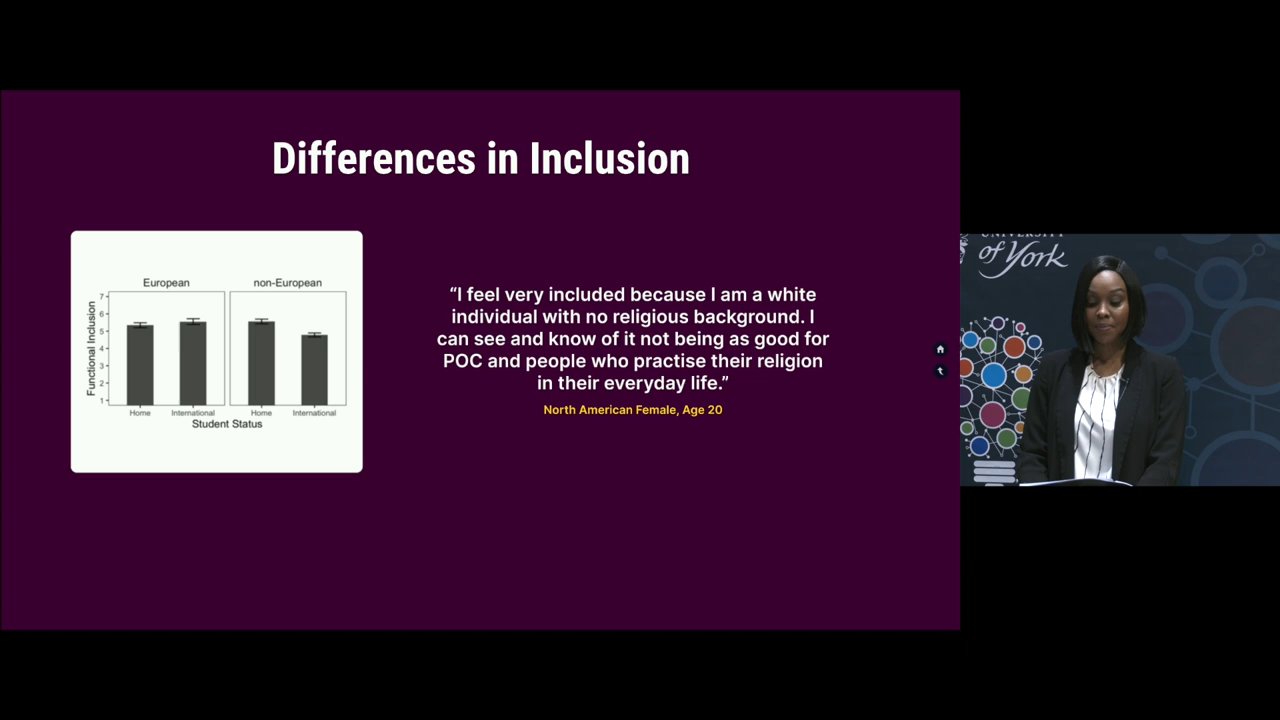 Differences in Inclusion
European
non-European
Functional Inclusion
7
6
5
4
3
2
1
Home
International
Home
International
Student Status
“I feel very included because I am a white
individual with no religious background. I
can see and know of it not being as good for
POC and people who practise their religion
in their everyday life.”
North American Female, Age 20
UNIVERSITY
of York